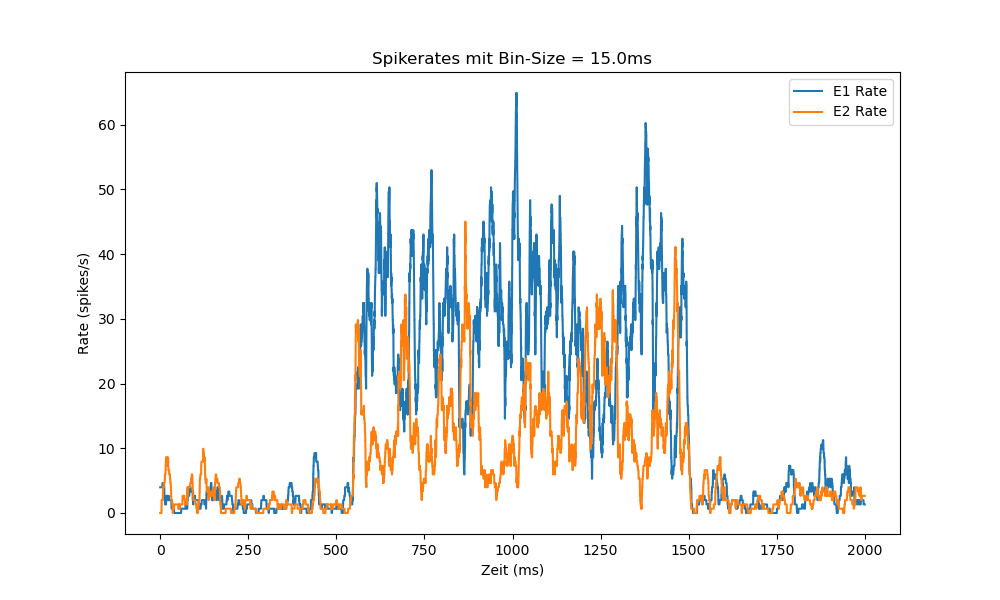 Spikerates mit Bin-Size = 15.0ms
E1 Rate
E2 Rate
Rate (spikes/s)
60
50
40
30
20
10
0
0 250 500 750 1000 1250 1500 1750 2000
Zeit (ms)